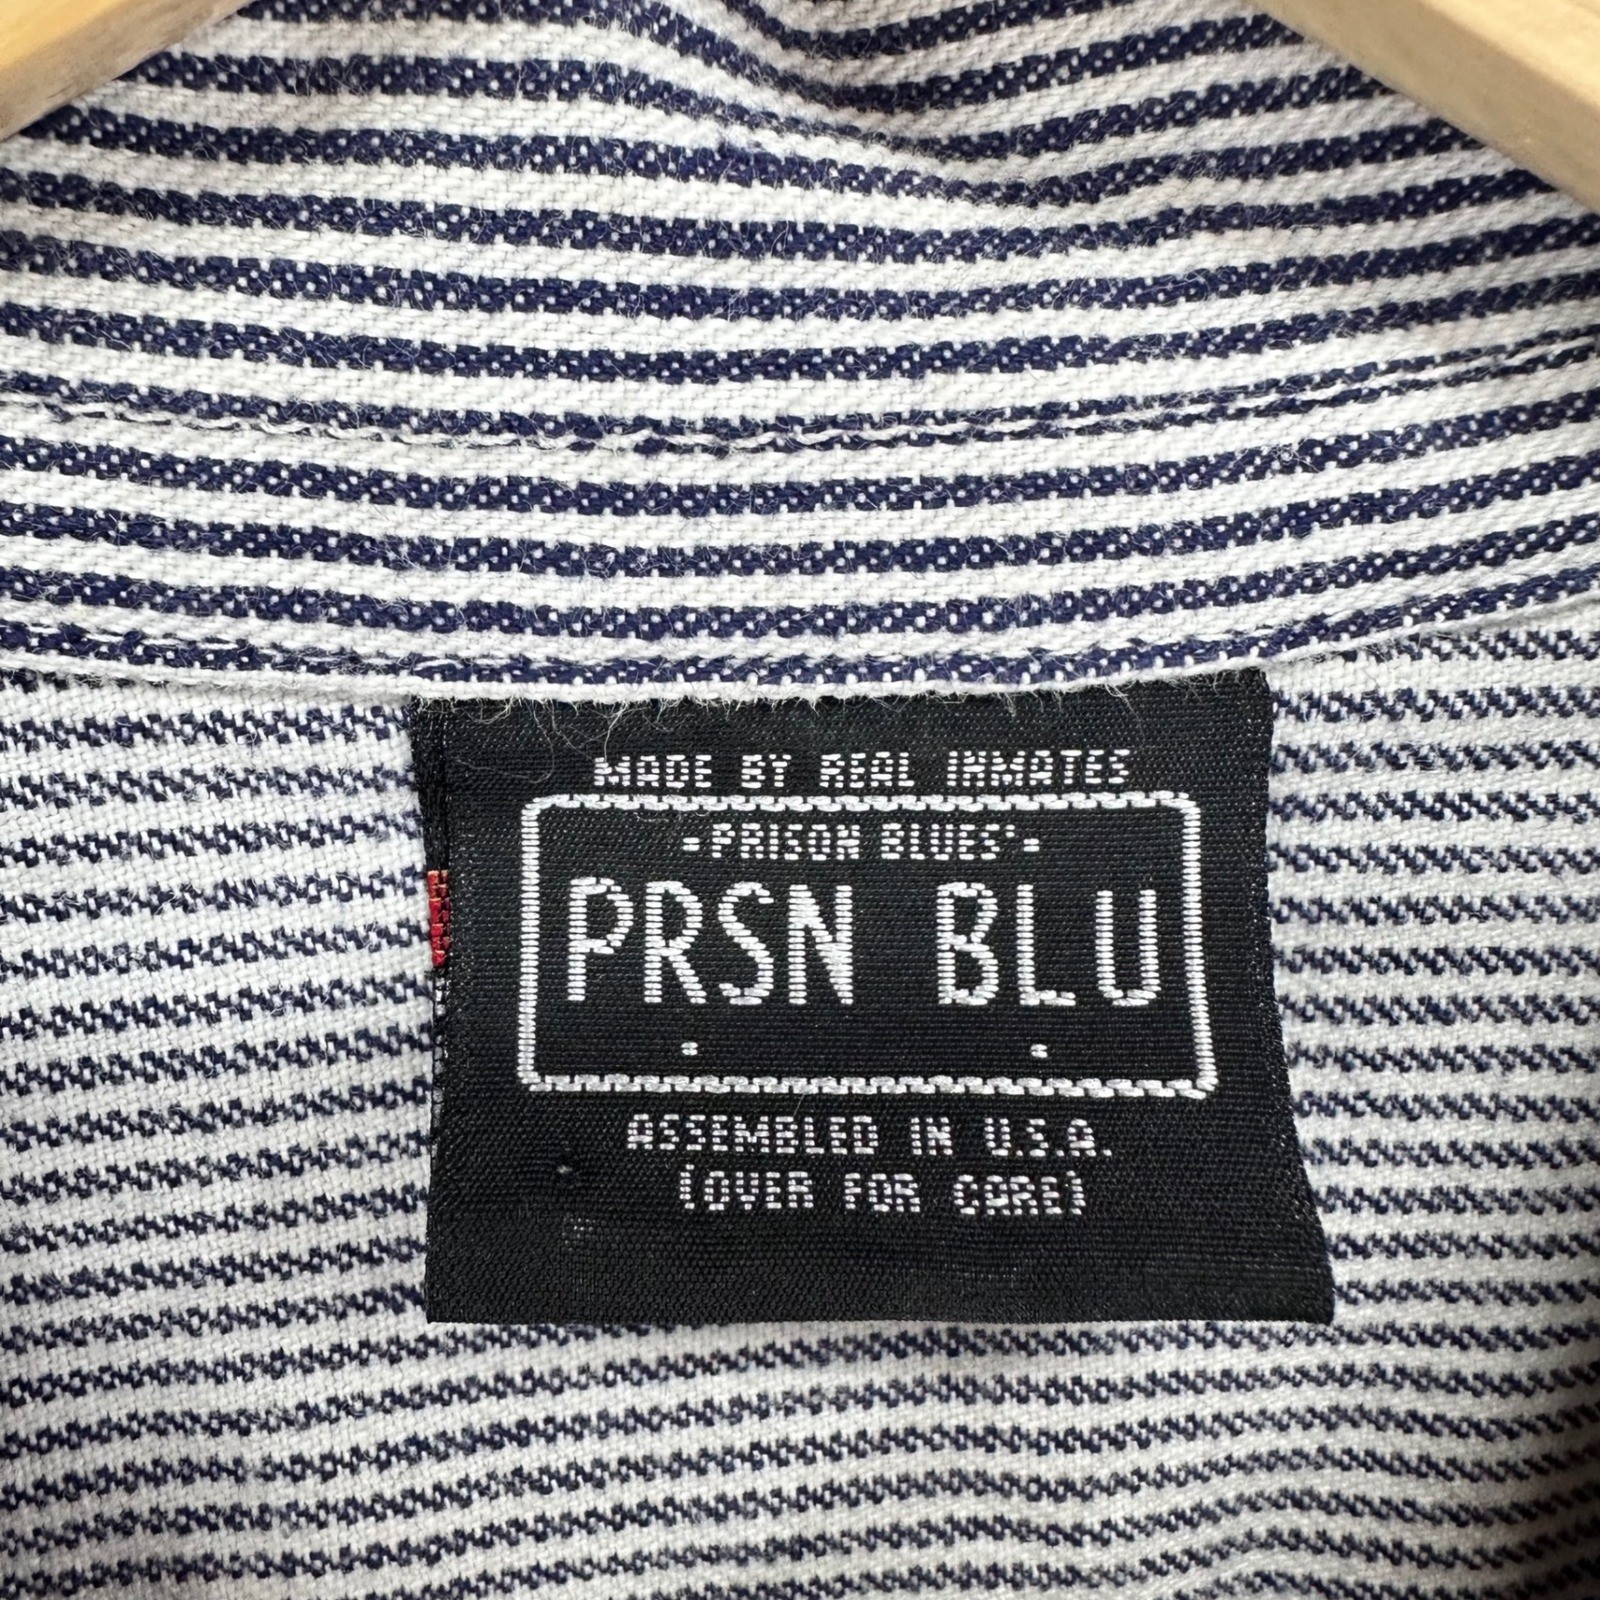 MADE BY REAL INMATES
-PRISON BLUES'-
PRSN BLU
ASSEMBLED IN U.S.A.
(OVER FOR CARE)